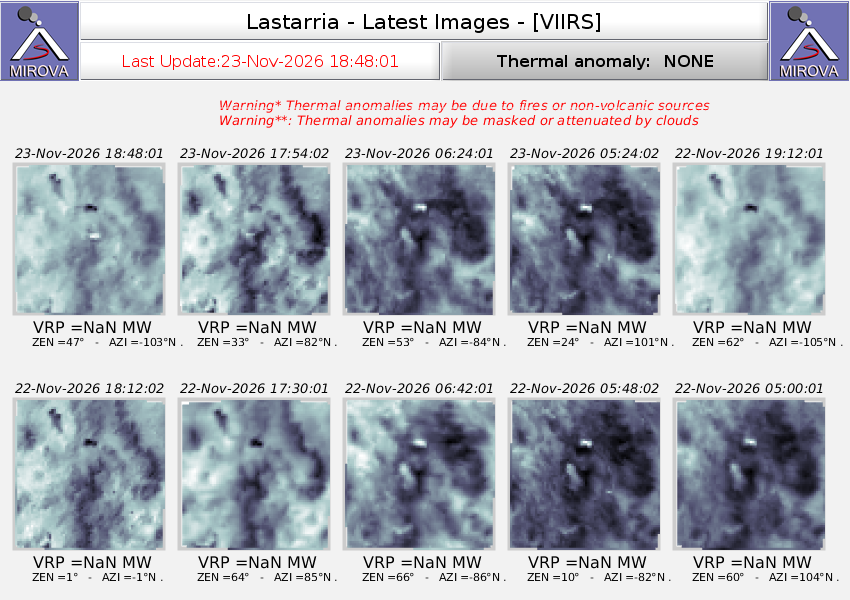 Lastarria - Latest Images - [VIIRS]
MIROVA
Last Update:23-Nov-2026 18:48:01
Thermal anomaly: NONE
MIROVA
Warning* Thermal anomalies may be due to fires or non-volcanic sources
Warning**: Thermal anomalies may be masked or attenuated by clouds
23-Nov-2026 18:48:01 23-Nov-2026 17:54:02 23-Nov-2026 06:24:01 23-Nov-2026 05:24:02 22-Nov-2026 19:12:01
VRP =NaN MW VRP =NaN MW VRP =NaN MW VRP =NaN MW VRP =NaN MW
ZEN =47° - AZI =-103°N . ZEN =33° - AZI =82°N . ZEN =53° - AZI =-84°N . ZEN =24° - AZI =101°N . ZEN =62° - AZI =-105°N .
22-Nov-2026 18:12:02 22-Nov-2026 17:30:01 22-Nov-2026 06:42:01 22-Nov-2026 05:48:02 22-Nov-2026 05:00:01
VRP =NaN MW VRP =NaN MW VRP =NaN MW VRP =NaN MW VRP =NaN MW
ZEN =1° - AZI =-1°N . ZEN =64° - AZI =85°N . ZEN =66° - AZI =-86°N . ZEN =10° - AZI =-82°N . ZEN =60° - AZI =104°N .